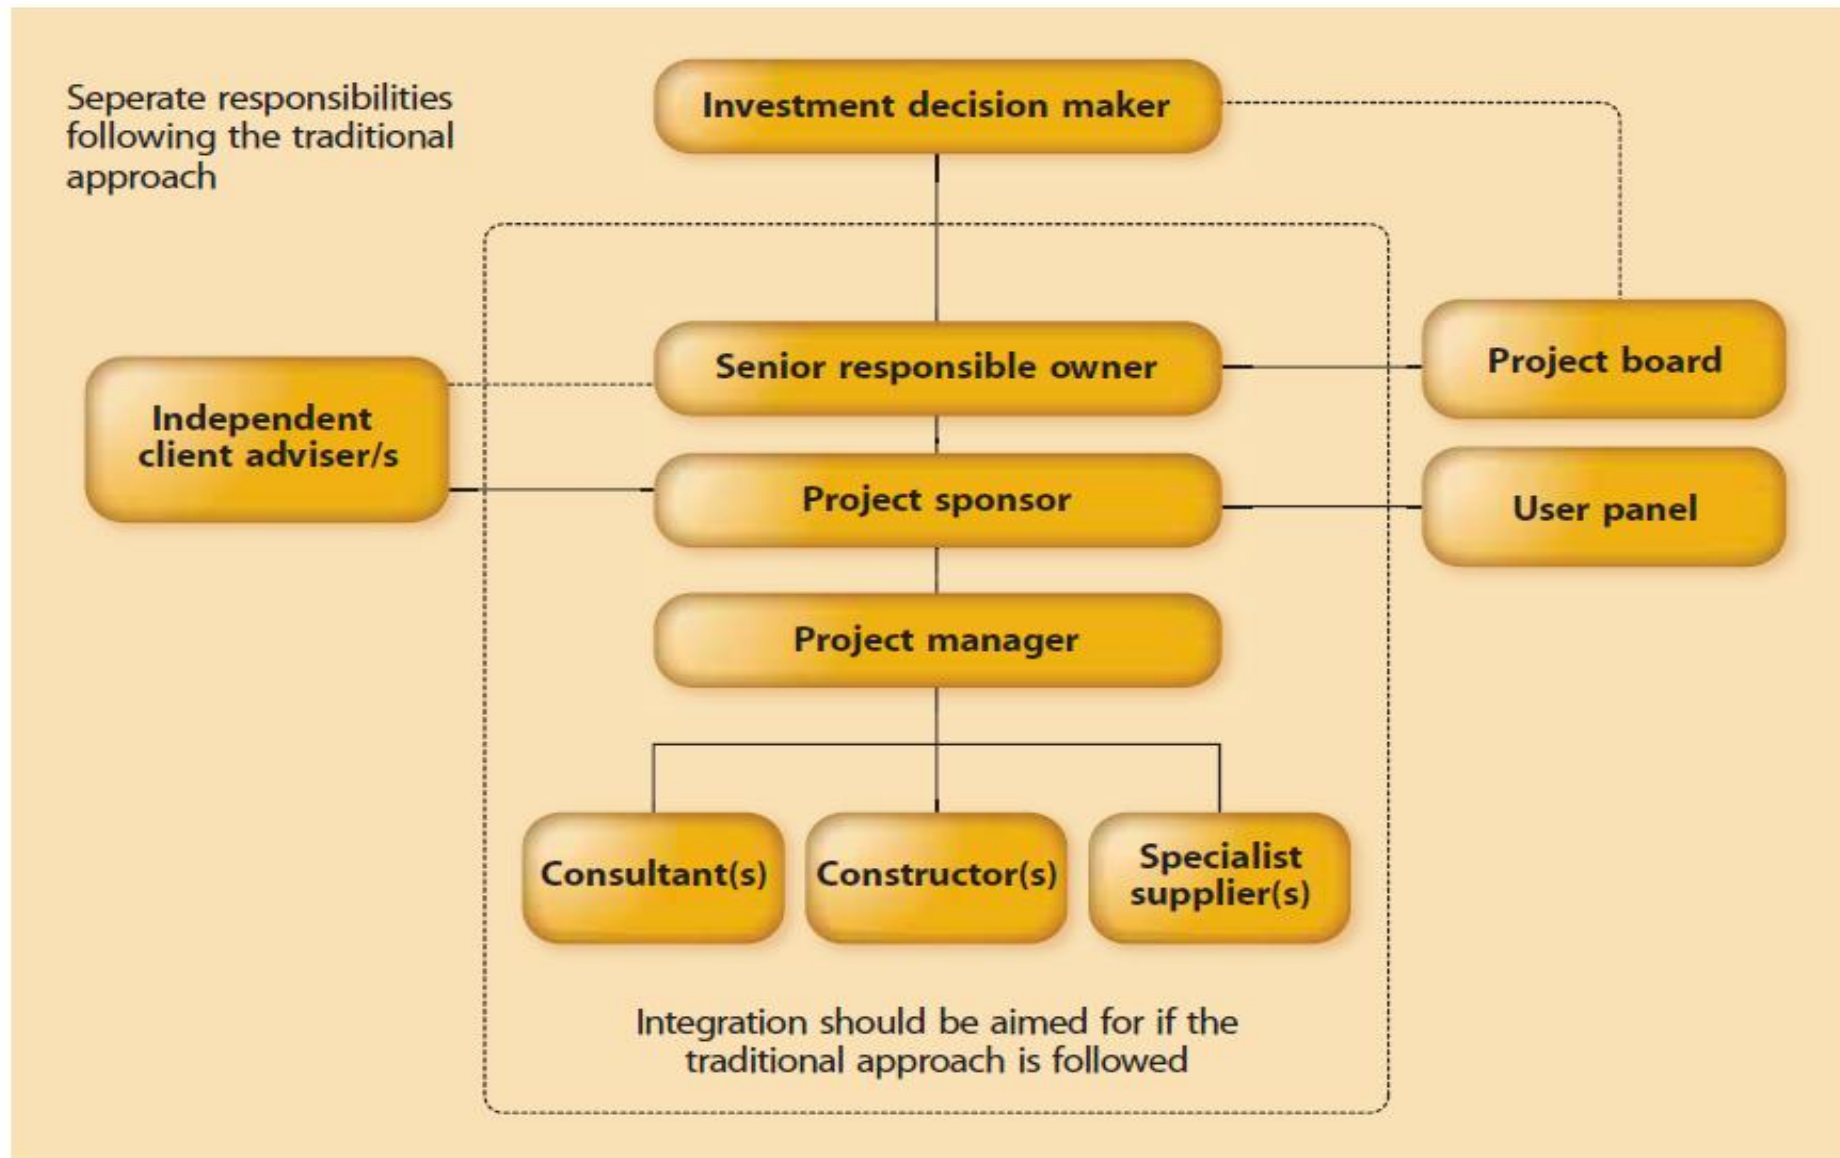 Seperate responsibilities
following the traditional
approach
Investment decision maker
Senior responsible owner
Project board
Independent
client adviser/s
Project sponsor
User panel
Project manager
Consultant(s)
Constructor(s)
Specialist
supplier(s)
Integration should be aimed for if the
traditional approach is followed